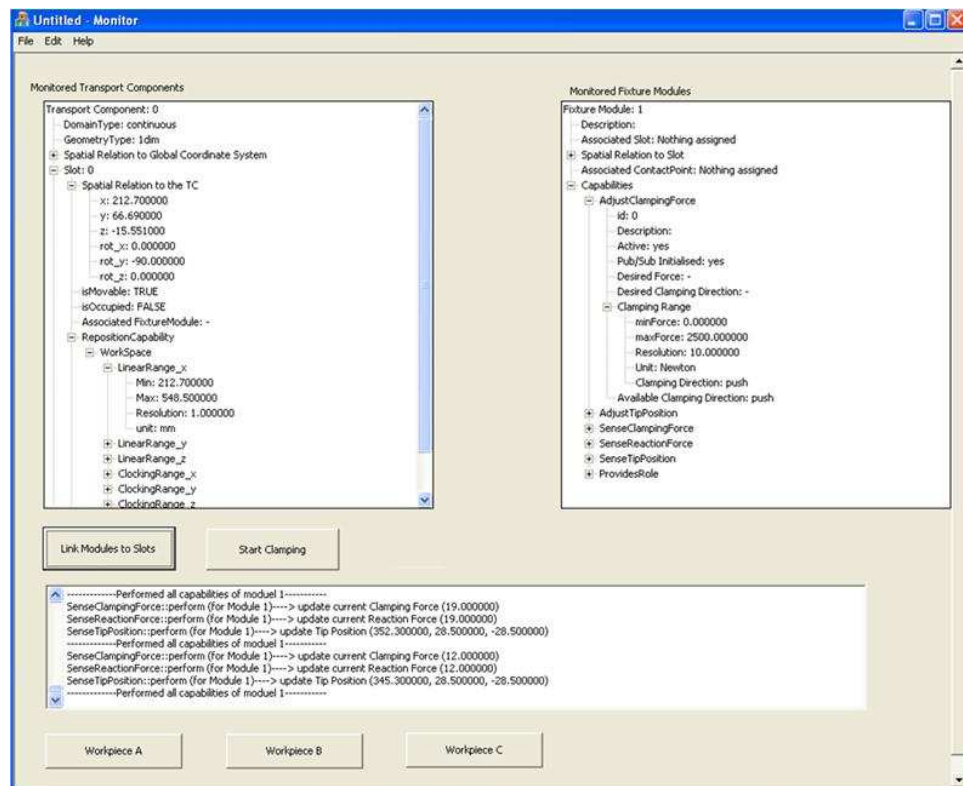 Untitled - Monitor
File Edit Help
Monitored Transport Components
Transport Component: 0
DomainType: continuous
GeometryType: 1dim
Spatial Relation to Global Coordinate System
Slot: 0
Spatial Relation to the TC
x: 212.700000
y: 66.690000
z: -15.551000
rot_x: 0.000000
rot_y: -90.000000
rot_z: 0.000000
isMovable: TRUE
isOccupied: FALSE
Associated FixtureModule: -
RepositionCapability
WorkSpace
LinearRange_x
Min: 212.700000
Max: 548.500000
Resolution: 1.000000
unit: mm
LinearRange_y
LinearRange_z
ClockingRange_x
ClockingRange_y
ClockingRange_z
Monitored Fixture Modules
Fixture Module: 1
Description:
Associated Slot: Nothing assigned
Spatial Relation to Slot
Associated ContactPoint: Nothing assigned
Capabilities
AdjustClampingForce
id: 0
Description:
Active: yes
Pub/Sub Initialised: yes
Desired Force: -
Desired Clamping Direction: -
Clamping Range
minForce: 0.000000
maxForce: 2500.000000
Resolution: 10.000000
Unit: Newton
Clamping Direction: push
Available Clamping Direction: push
AdjustTipPosition
SenseClampingForce
SenseReactionForce
SenseTipPosition
ProvidesRole
Link Modules to Slots
Start Clamping
-------------Performed all capabilities of moduel 1-----------
SenseClampingForce::perform (for Module 1)----> update current Clamping Force (19.000000)
SenseReactionForce::perform (for Module 1)----> update current Reaction Force (19.000000)
SenseTipPosition::perform (for Module 1)----> update Tip Position (352.300000, 28.500000, -28.500000)
-------------Performed all capabilities of moduel 1-----------
SenseClampingForce::perform (for Module 1)----> update current Clamping Force (12.000000)
SenseReactionForce::perform (for Module 1)----> update current Reaction Force (12.000000)
SenseTipPosition::perform (for Module 1)----> update Tip Position (345.300000, 28.500000, -28.500000)
-------------Performed all capabilities of moduel 1-----------
Workpiece A
Workpiece B
Workpiece C